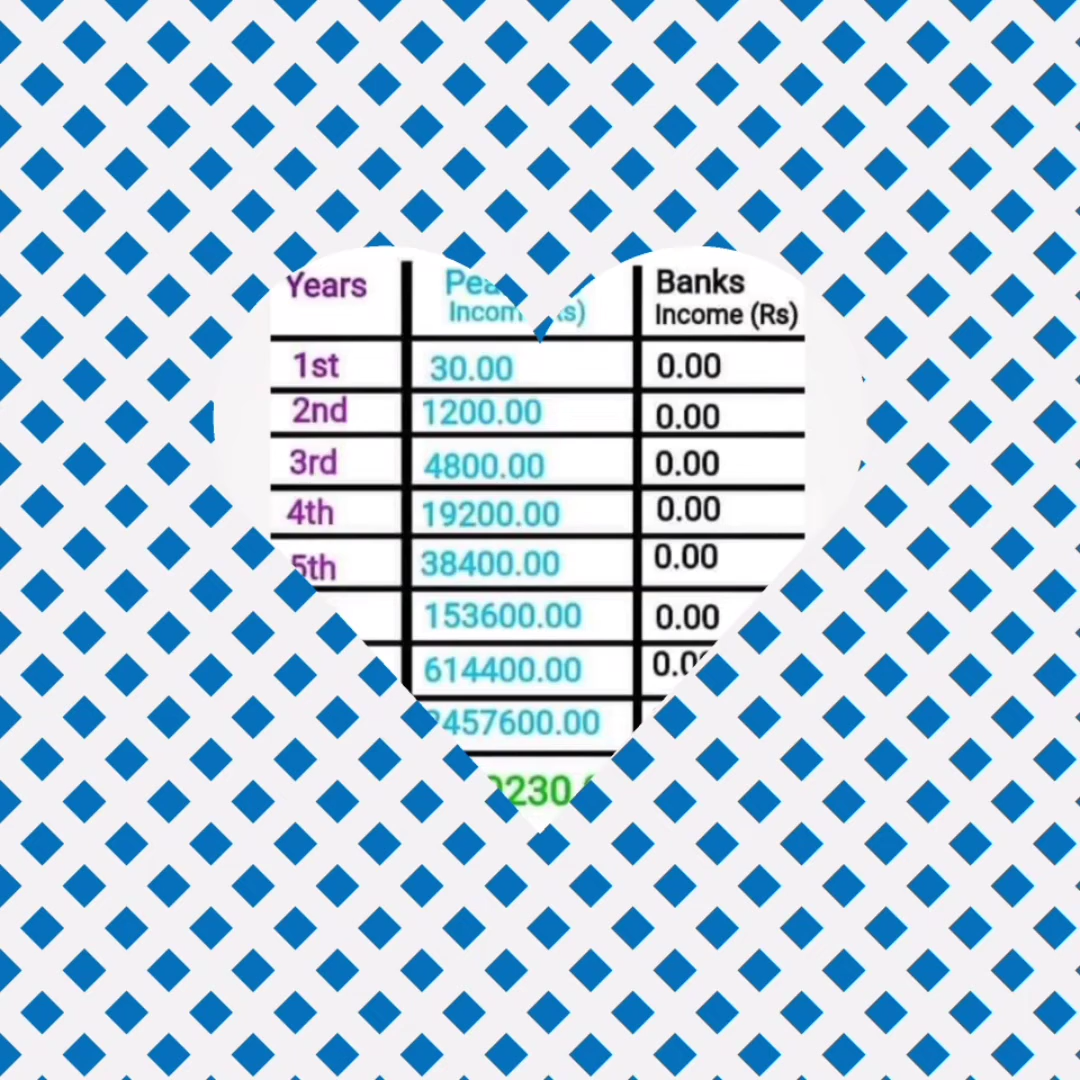 Years Banks
Income (Rs)
1st 30.00 0.00
2nd 1200.00 0.00
3rd 4800.00 0.00
4th 19200.00 0.00
5th 38400.00 0.00
153600.00 0.00
614400.00